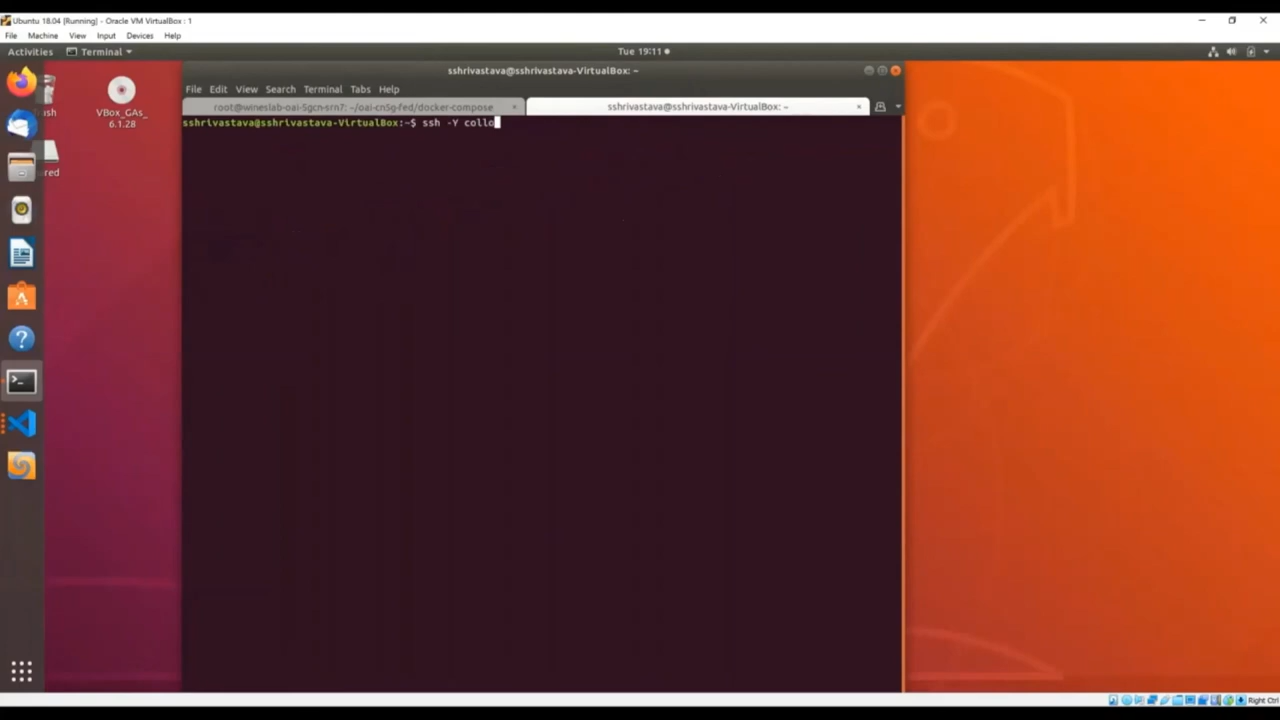 Ubuntu 18.04 [Running] - Oracle VM VirtualBox : 1
File Machine View Input Devices Help
Activities Terminal Tue 19:11
sshrivastava@sshrivastava-VirtualBox: ~
File Edit View Search Terminal Tabs Help
root@wineslab-oai-5gcn-srn7: ~/oai-cn5g-fed/docker-compose × sshrivastava@sshrivastava-VirtualBox: ~ ×
sshrivastava@sshrivastava-VirtualBox:~$ ssh -Y collo
ash
VBox_GAs_
6.1.28
red
Right Ctrl